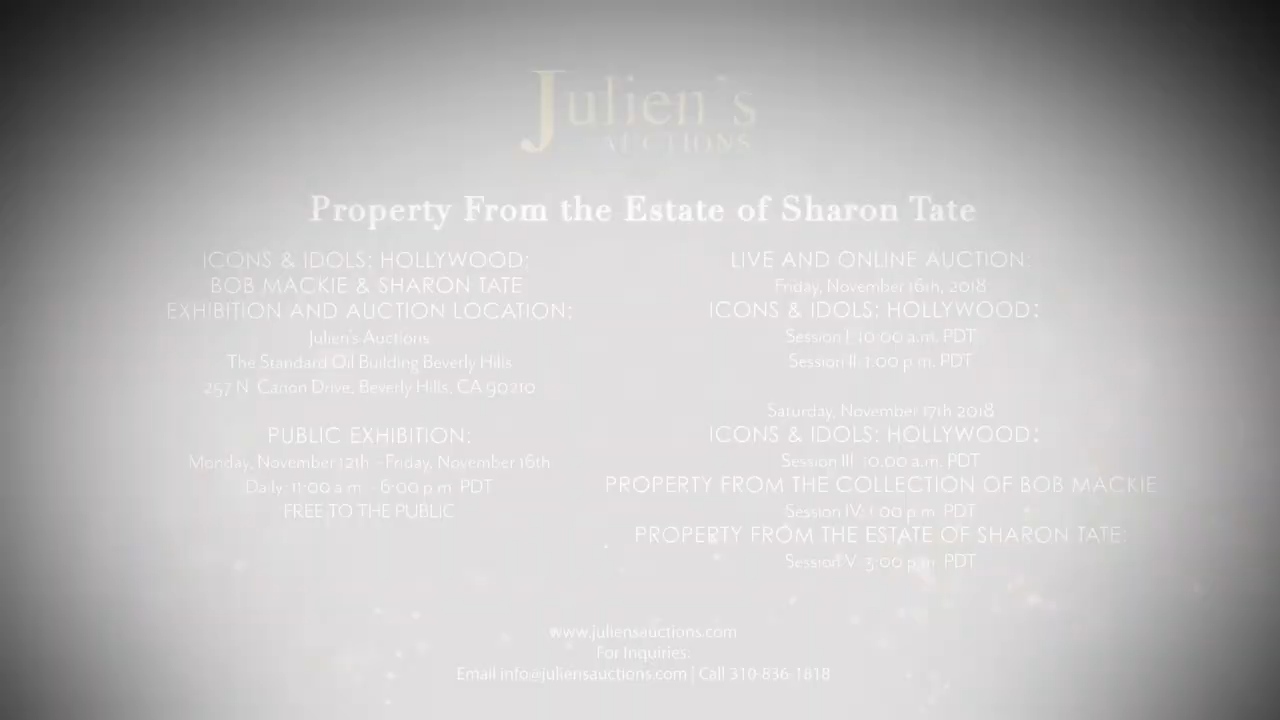 Julien's
AUCTIONS
Property From the Estate of Sharon Tate
ICONS & IDOLS: HOLLYWOOD:
BOB MACKIE & SHARON TATE
EXHIBITION AND AUCTION LOCATION:
Julien's Auctions
The Standard Oil Building Beverly Hills
257 N. Canon Drive, Beverly Hills, CA 90210
PUBLIC EXHIBITION:
Monday, November 12th - Friday, November 16th
Daily: 11:00 a.m. - 6:00 p.m. PDT
FREE TO THE PUBLIC
LIVE AND ONLINE AUCTION:
Friday, November 16th, 2018
ICONS & IDOLS: HOLLYWOOD:
Session I: 10:00 a.m. PDT
Session II: 1:00 p.m. PDT
Saturday, November 17th 2018
ICONS & IDOLS: HOLLYWOOD:
Session III: 10:00 a.m. PDT
PROPERTY FROM THE COLLECTION OF BOB MACKIE
Session IV: 1:00 p.m. PDT
PROPERTY FROM THE ESTATE OF SHARON TATE:
Session V: 3:00 p.m. PDT
www.juliensauctions.com
For Inquiries:
Email info@juliensauctions.com | Call 310-836-1818